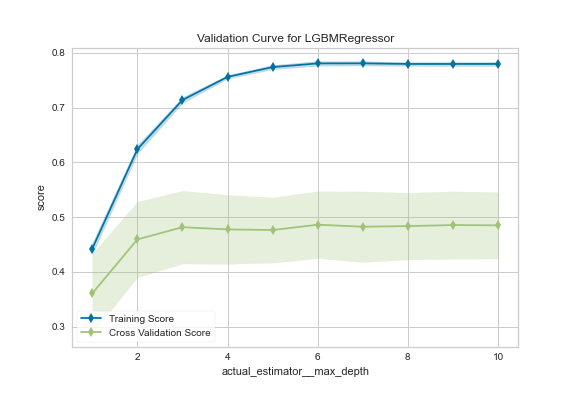 Validation Curve for LGBMRegressor
0.8
0.7
0.6
0.5
0.4
0.3
score
Training Score
Cross Validation Score
2
4
6
8
10
actual_estimator__max_depth